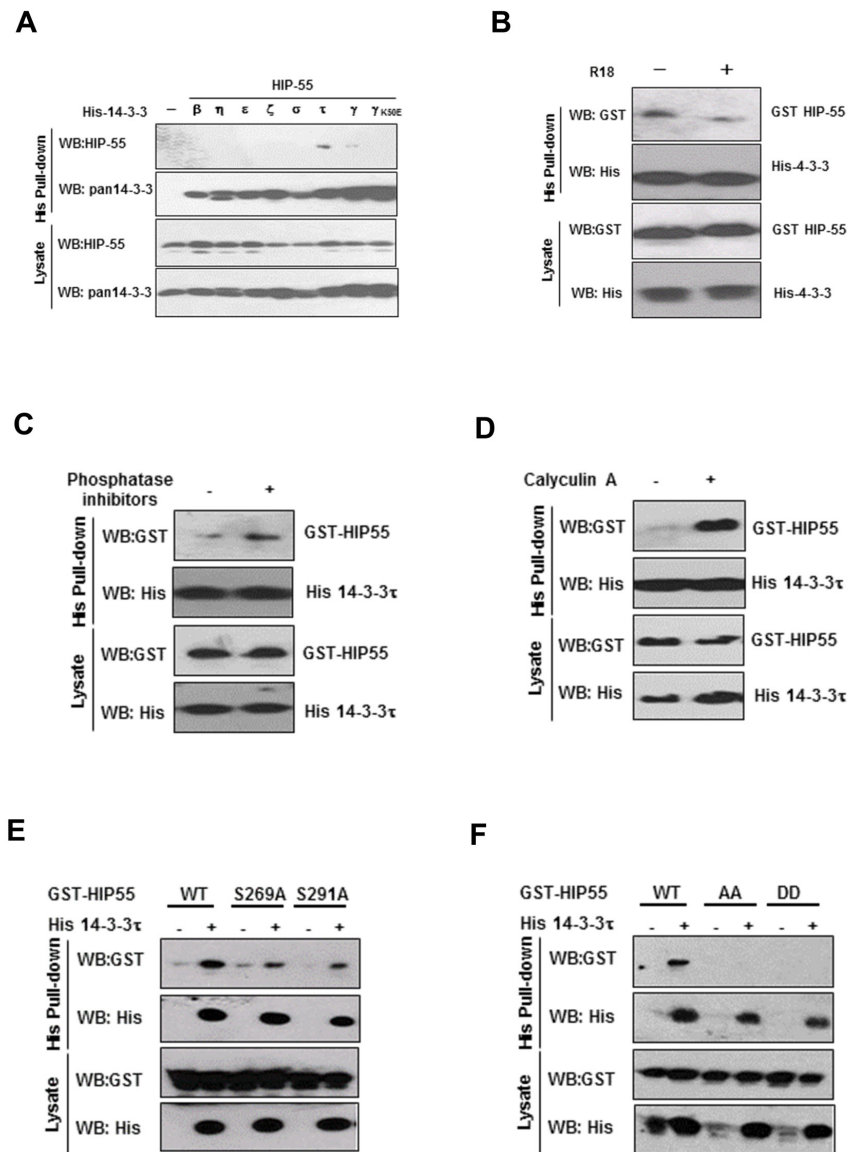 A
HIP-55
His-14-3-3 – β η ε ζ σ τ γ γK50E
His Pull-down
WB:HIP-55
WB: pan14-3-3
Lysate
WB:HIP-55
WB: pan14-3-3
B
R18 – +
His Pull-down
WB: GST GST HIP-55
WB: His His-4-3-3
Lysate
WB:GST GST HIP-55
WB: His His-4-3-3
C
Phosphatase
inhibitors - +
His Pull-down
WB:GST GST-HIP55
WB: His His 14-3-3τ
Lysate
WB:GST GST-HIP55
WB: His His 14-3-3τ
D
Calyculin A - +
His Pull-down
WB:GST GST-HIP55
WB: His His 14-3-3τ
Lysate
WB:GST GST-HIP55
WB: His His 14-3-3τ
E
GST-HIP55 WT S269A S291A
His 14-3-3τ - + - + - +
His Pull-down
WB:GST
WB: His
Lysate
WB:GST
WB: His
F
GST-HIP55 WT AA DD
His 14-3-3τ - + - + - +
His Pull-down
WB:GST
WB: His
Lysate
WB:GST
WB: His